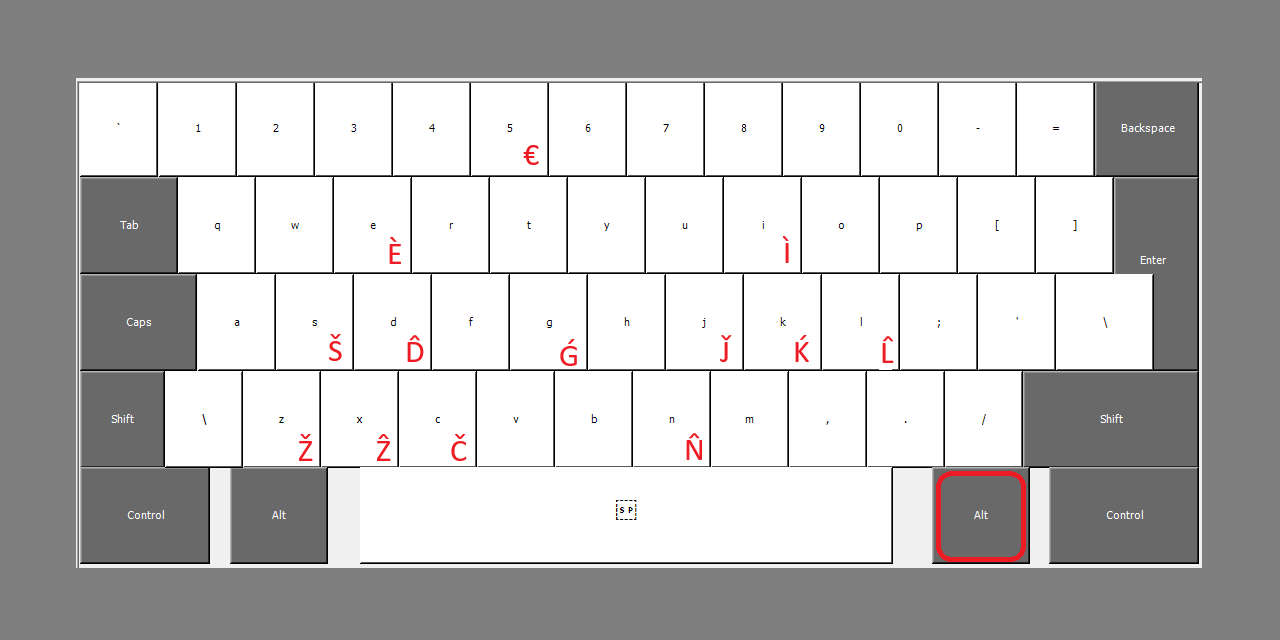 ` 1 2 3 4 5 € 6 7 8 9 0 - = Backspace
Tab q w e È r t y u i Ì o p [ ] Enter
Caps a s Š d D̂ f g Ǵ h j J̌ k Ḱ l L̂ ; ' \
Shift \ z Ž x Ẑ c Č v b n N̂ m , . / Shift
Control Alt SP Alt Control